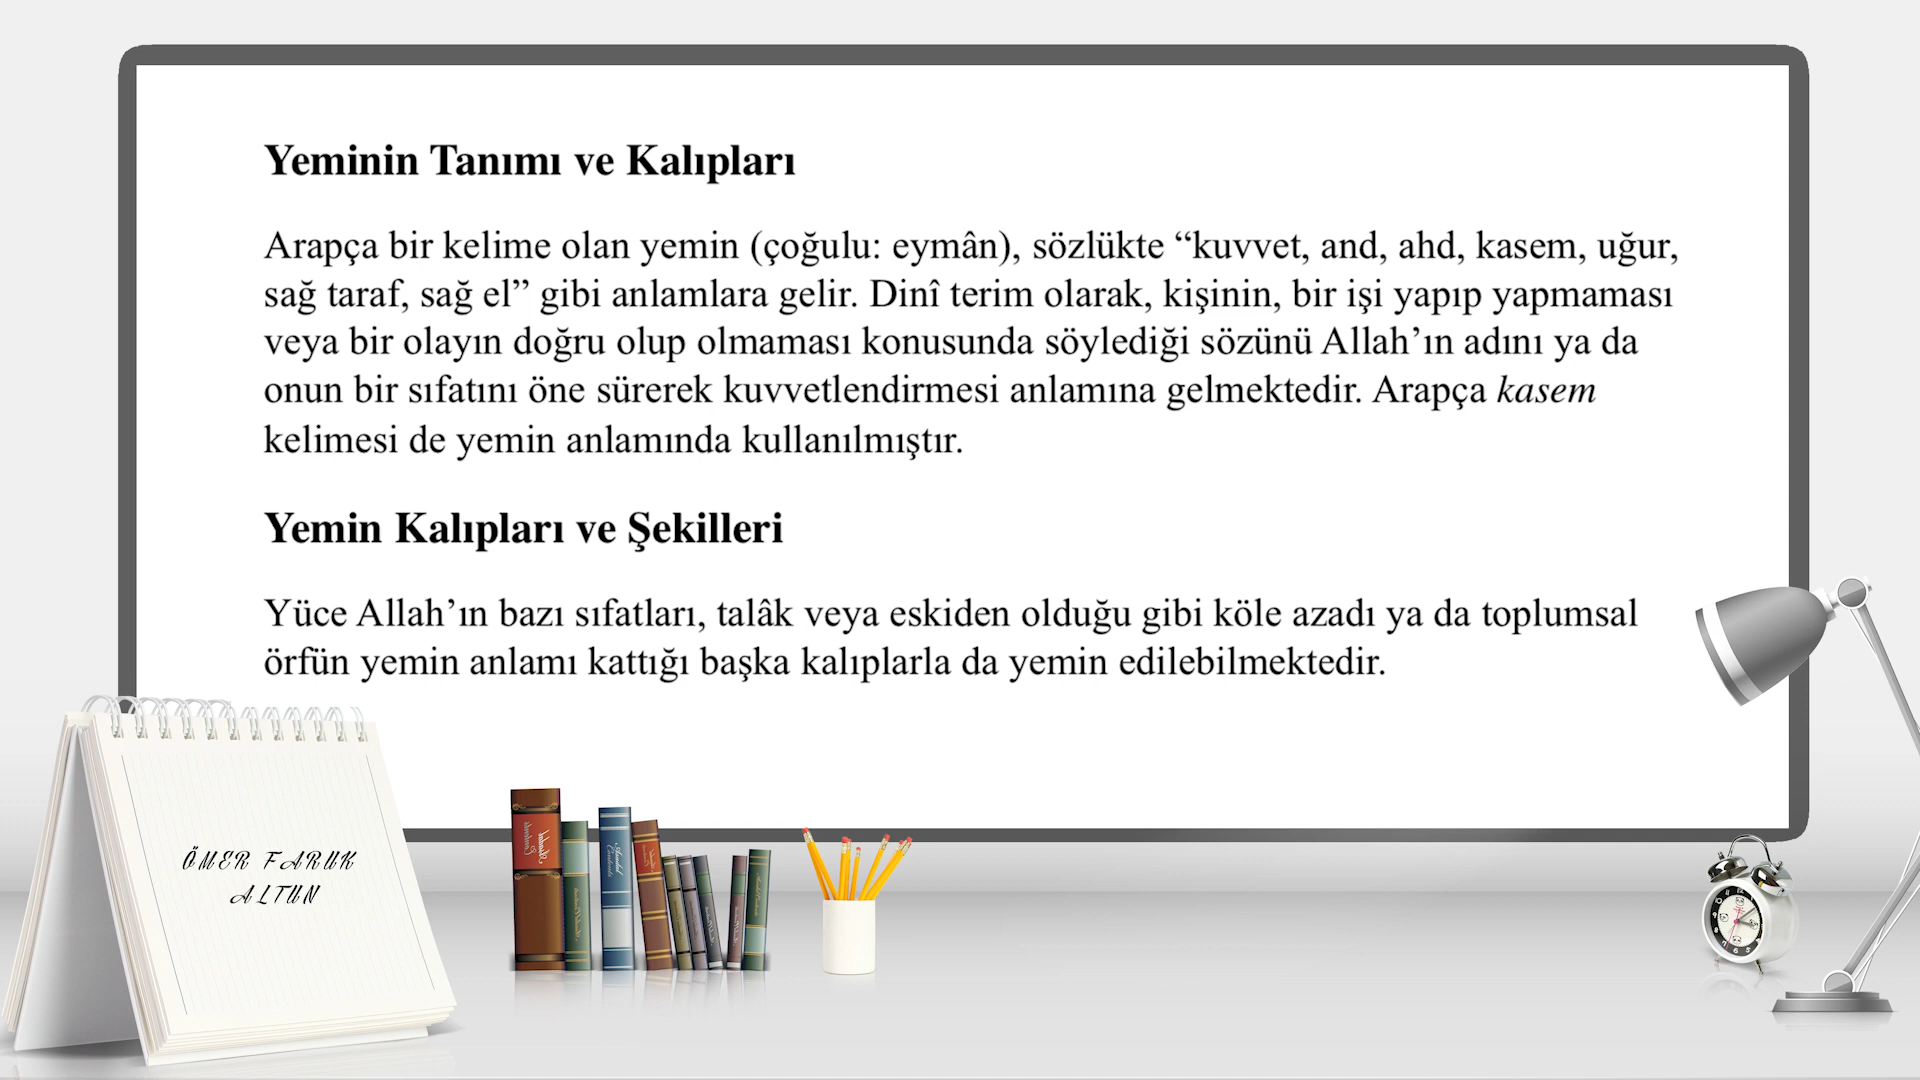 Yeminin Tanımı ve Kalıpları
Arapça bir kelime olan yemin (çoğulu: eymân), sözlükte “kuvvet, and, ahd, kasem, uğur,
sağ taraf, sağ el” gibi anlamlara gelir. Dinî terim olarak, kişinin, bir işi yapıp yapmaması
veya bir olayın doğru olup olmaması konusunda söylediği sözünü Allah’ın adını ya da
onun bir sıfatını öne sürerek kuvvetlendirmesi anlamına gelmektedir. Arapça kasem
kelimesi de yemin anlamında kullanılmıştır.
Yemin Kalıpları ve Şekilleri
Yüce Allah’ın bazı sıfatları, talâk veya eskiden olduğu gibi köle azadı ya da toplumsal
örfün yemin anlamı kattığı başka kalıplarla da yemin edilebilmektedir.
ÖMER FARUK
ALTUN